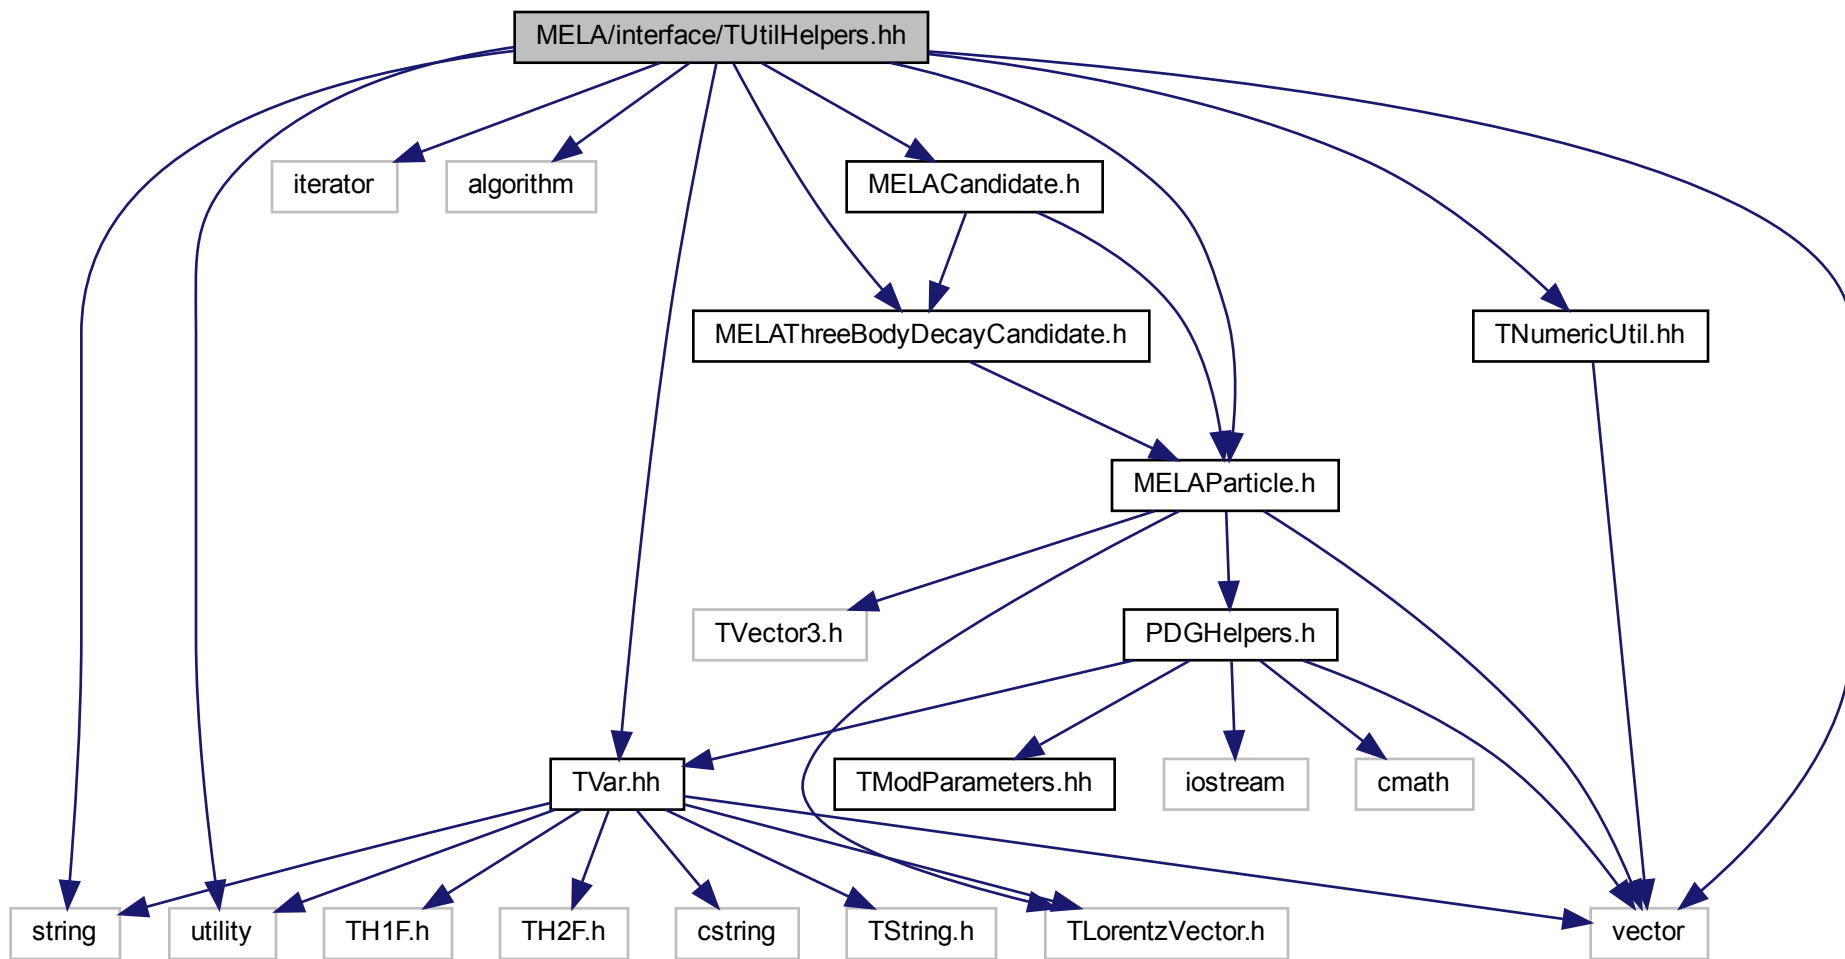 MELA/interface/TUtilHelpers.hh
iterator
algorithm
MELACandidate.h
MELAThreeBodyDecayCandidate.h
TNumericUtil.hh
MELAParticle.h
TVector3.h
PDGHelpers.h
TVar.hh
TModParameters.hh
iostream
cmath
string
utility
TH1F.h
TH2F.h
cstring
TString.h
TLorentzVector.h
vector